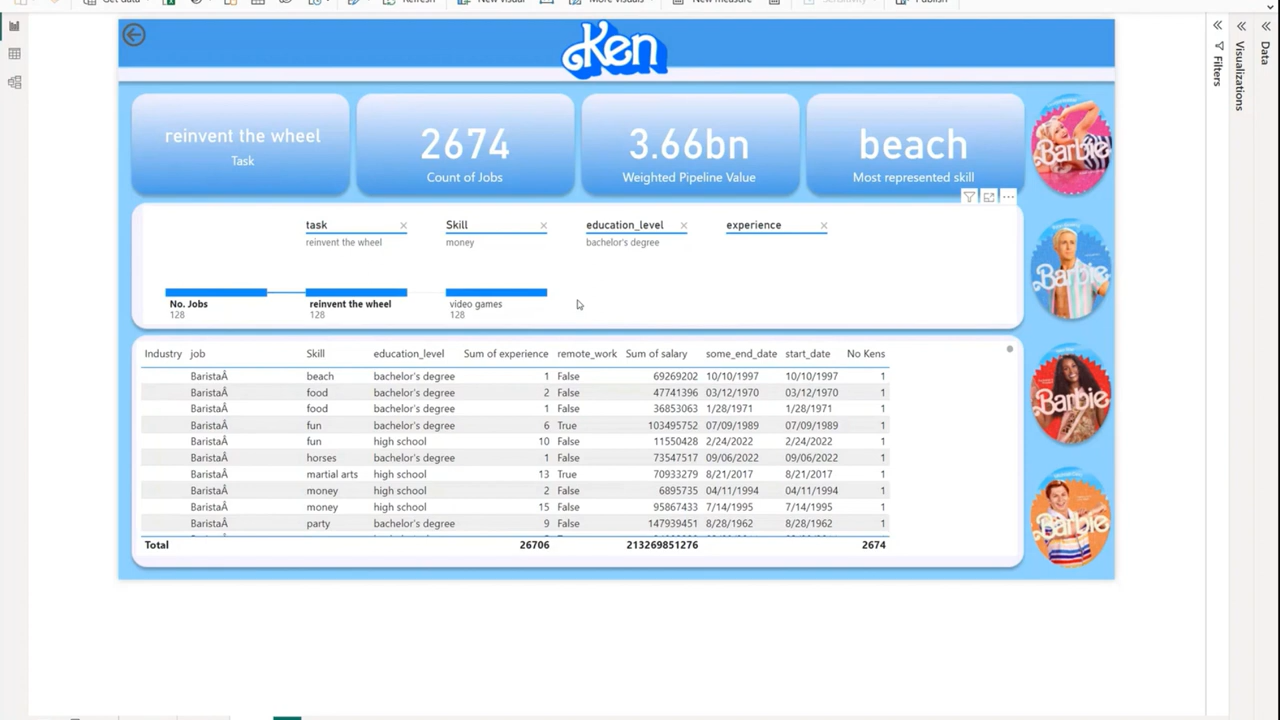 Get data
Refresh
New visual
More visuals
New measure
Sensitivity
Publish
Ken
reinvent the wheel
Task
2674
Count of Jobs
3.66bn
Weighted Pipeline Value
beach
Most represented skill
Barbie
Barbie
Barbie
Barbie
Filters
Visualizations
Data
task
Skill
education_level
experience
reinvent the wheel
money
bachelor's degree
No. Jobs
reinvent the wheel
video games
128
128
128
Industry job Skill education_level Sum of experience remote_work Sum of salary some_end_date start_date No Kens
BaristaÂ beach bachelor's degree 1 False 69269202 10/10/1997 10/10/1997 1
BaristaÂ food bachelor's degree 2 False 47741396 03/12/1970 03/12/1970 1
BaristaÂ food bachelor's degree 1 False 36853063 1/28/1971 1/28/1971 1
BaristaÂ fun bachelor's degree 6 True 103495752 07/09/1989 07/09/1989 1
BaristaÂ fun high school 10 False 11550428 2/24/2022 2/24/2022 1
BaristaÂ horses bachelor's degree 1 False 73547517 09/06/2022 09/06/2022 1
BaristaÂ martial arts high school 13 True 70933279 8/21/2017 8/21/2017 1
BaristaÂ money high school 2 False 6895735 04/11/1994 04/11/1994 1
BaristaÂ money high school 15 False 95867433 7/14/1995 7/14/1995 1
BaristaÂ party bachelor's degree 9 False 147939451 8/28/1962 8/28/1962 1
Total 26706 213269851276 2674